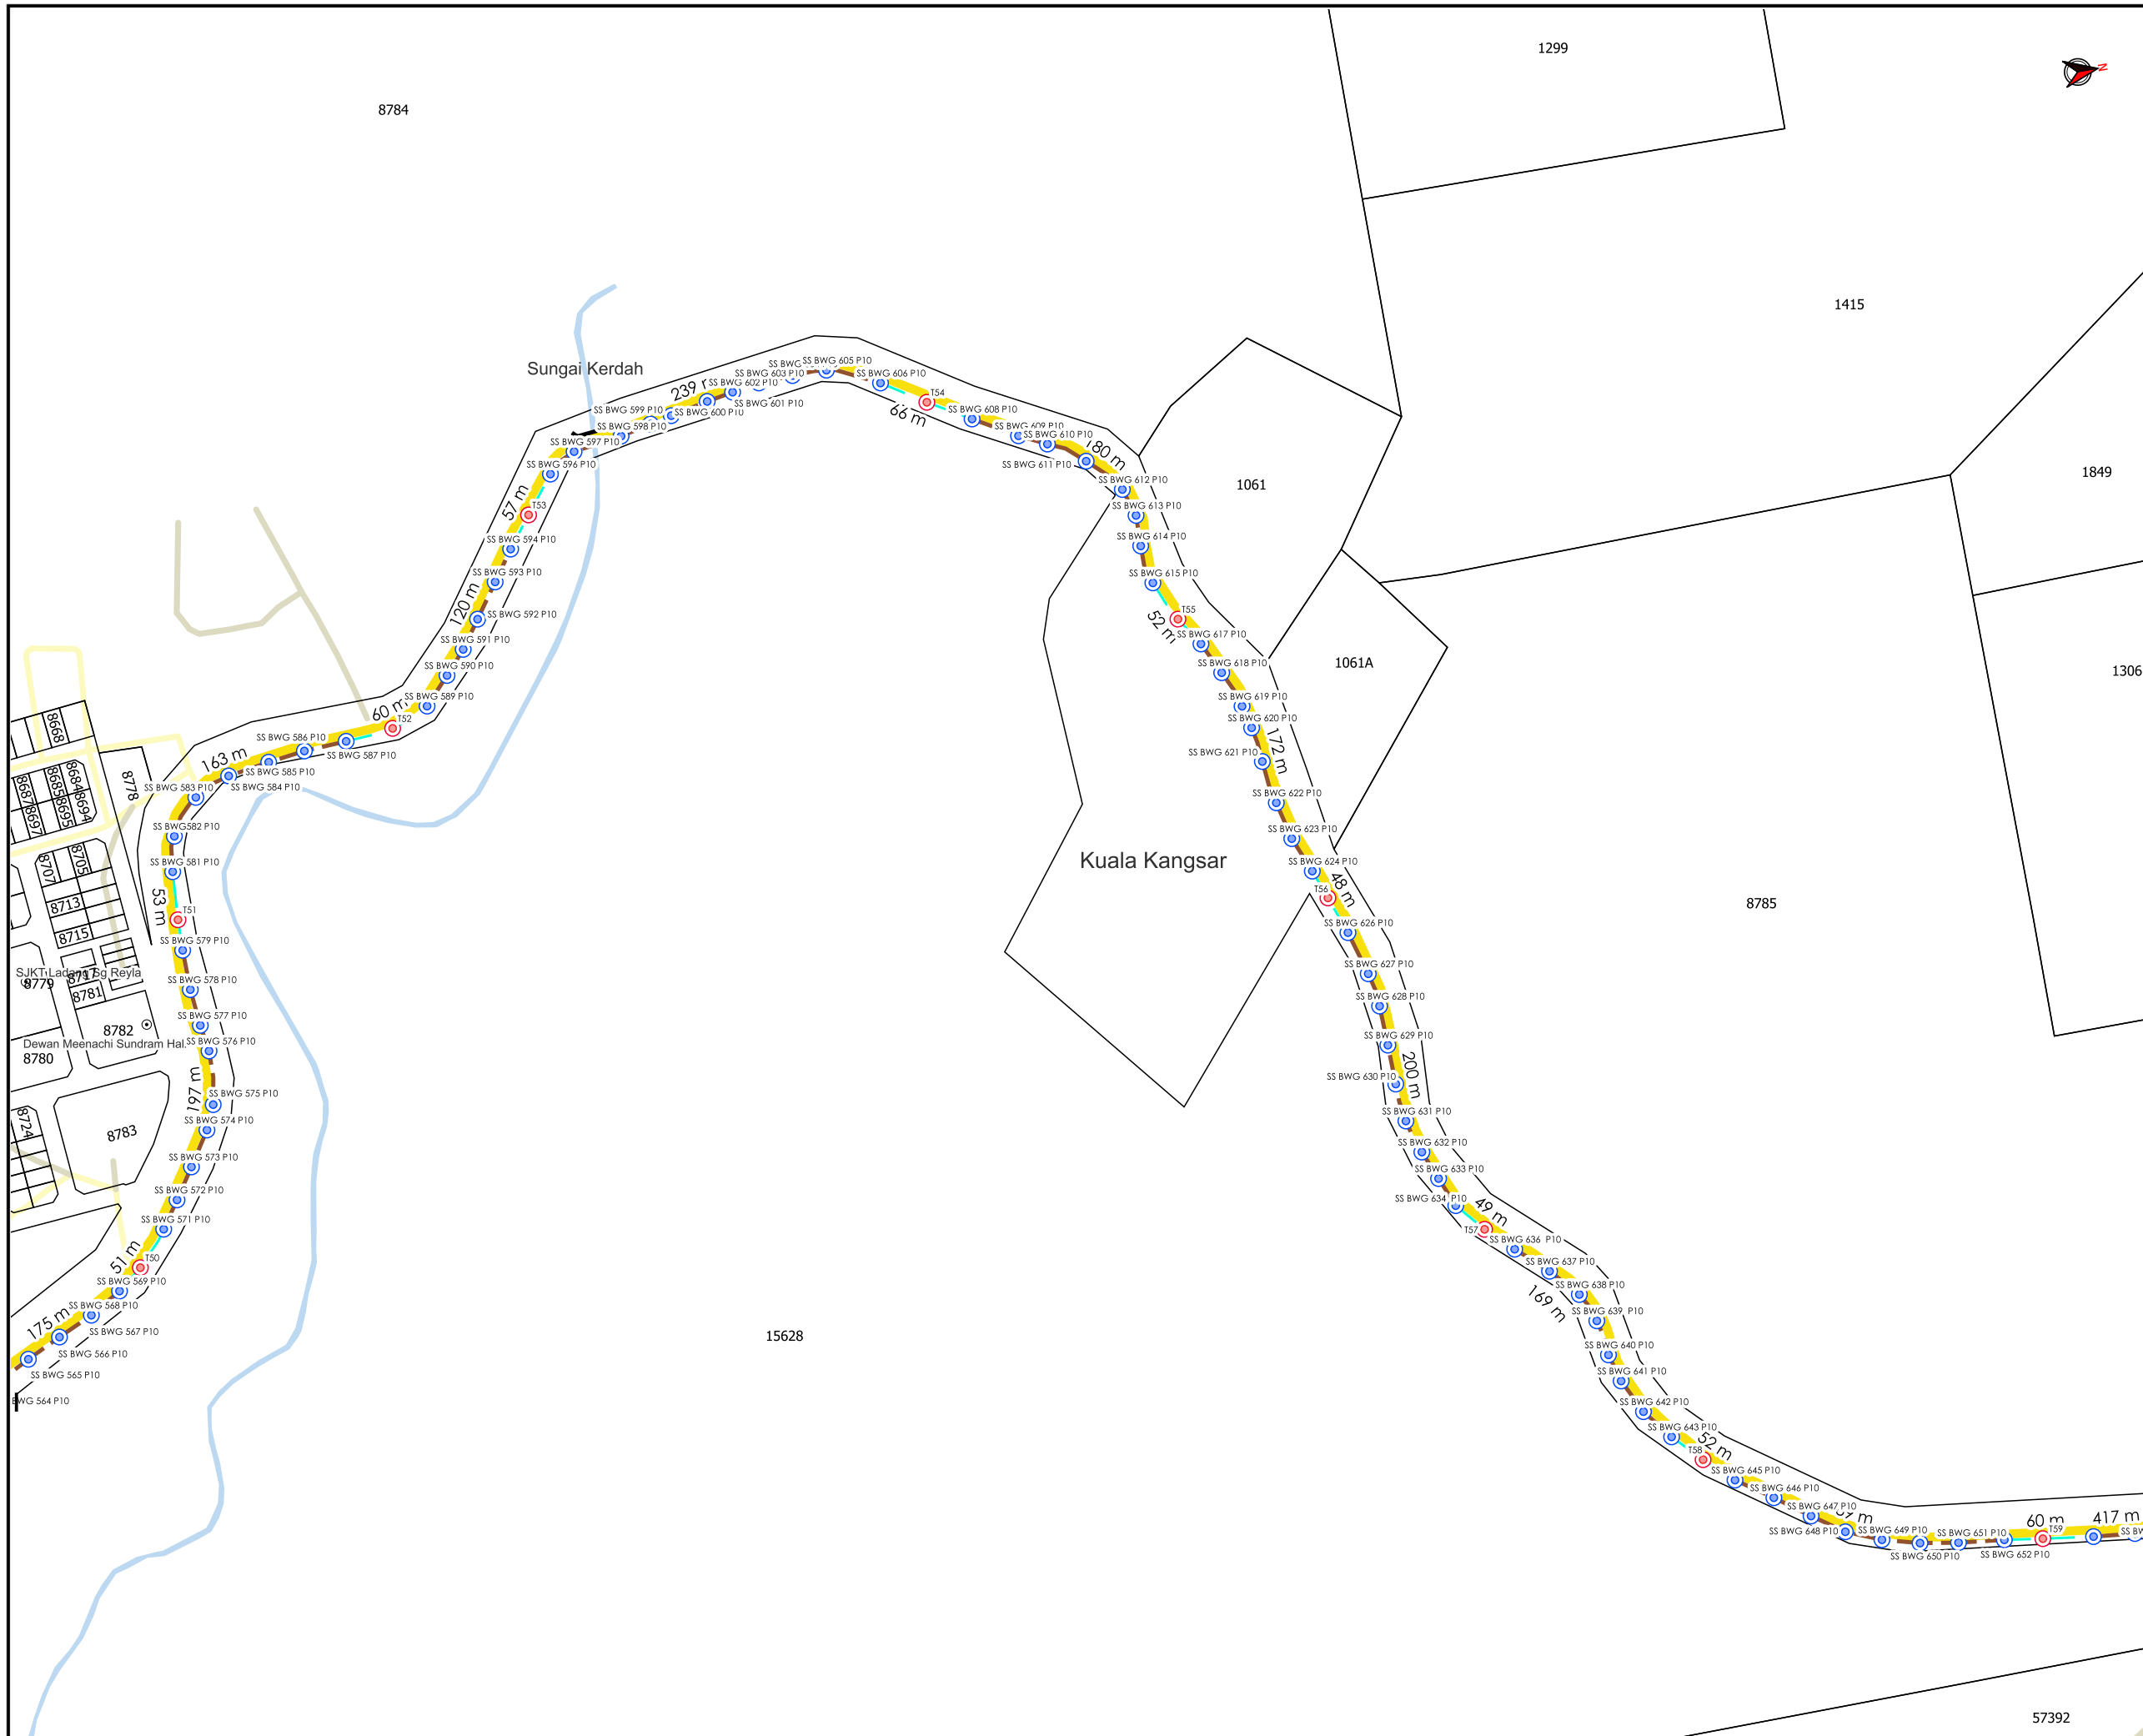 1299
N
8784
1415
Sungai Kerdah
SS BWG 605 P10
SS BWG 603 P10
SS BWG 606 P10
SS BWG 602 P10
SS BWG 601 P10
T54
SS BWG 599 P10
SS BWG 600 P10
66 m
SS BWG 608 P10
SS BWG 598 P10
SS BWG 609 P10
SS BWG 610 P10
SS BWG 597 P10
180 m
SS BWG 611 P10
SS BWG 596 P10
1849
1061
SS BWG 612 P10
57 m
T53
SS BWG 613 P10
SS BWG 594 P10
SS BWG 614 P10
SS BWG 593 P10
SS BWG 615 P10
120 m
SS BWG 592 P10
T55
52 m
SS BWG 617 P10
SS BWG 591 P10
SS BWG 590 P10
SS BWG 618 P10
1061A
1306
SS BWG 589 P10
SS BWG 619 P10
60 m
T52
SS BWG 620 P10
8668
SS BWG 586 P10
SS BWG 587 P10
163 m
172 m
SS BWG 621 P10
SS BWG 585 P10
8778
SS BWG 583 P10
SS BWG 584 P10
8684
8685
8687
8694
8695
8697
SS BWG 622 P10
SS BWG582 P10
SS BWG 623 P10
8705
8707
SS BWG 581 P10
Kuala Kangsar
SS BWG 624 P10
48 m
T56
53 m
T51
8713
8785
8715
SS BWG 626 P10
SS BWG 579 P10
SJKT Ladang Sg Reyla
8717
8779
SS BWG 627 P10
8781
SS BWG 578 P10
SS BWG 628 P10
8782
SS BWG 577 P10
SS BWG 629 P10
Dewan Meenachi Sundram Hal.
SS BWG 576 P10
8780
200 m
SS BWG 630 P10
197 m
SS BWG 575 P10
8724
8783
SS BWG 574 P10
SS BWG 631 P10
SS BWG 632 P10
SS BWG 573 P10
SS BWG 633 P10
SS BWG 572 P10
SS BWG 634 P10
49 m
T57
SS BWG 571 P10
SS BWG 636 P10
51 m
T50
SS BWG 637 P10
SS BWG 569 P10
SS BWG 638 P10
169 m
SS BWG 568 P10
SS BWG 639 P10
175 m
SS BWG 567 P10
15628
SS BWG 566 P10
SS BWG 640 P10
SS BWG 565 P10
SS BWG 641 P10
BWG 564 P10
SS BWG 642 P10
SS BWG 643 P10
52 m
T58
SS BWG 645 P10
SS BWG 646 P10
SS BWG 647 P10
SS BWG 648 P10
SS BWG 649 P10
SS BWG 650 P10
SS BWG 651 P10
SS BWG 652 P10
60 m
T59
417 m
57392